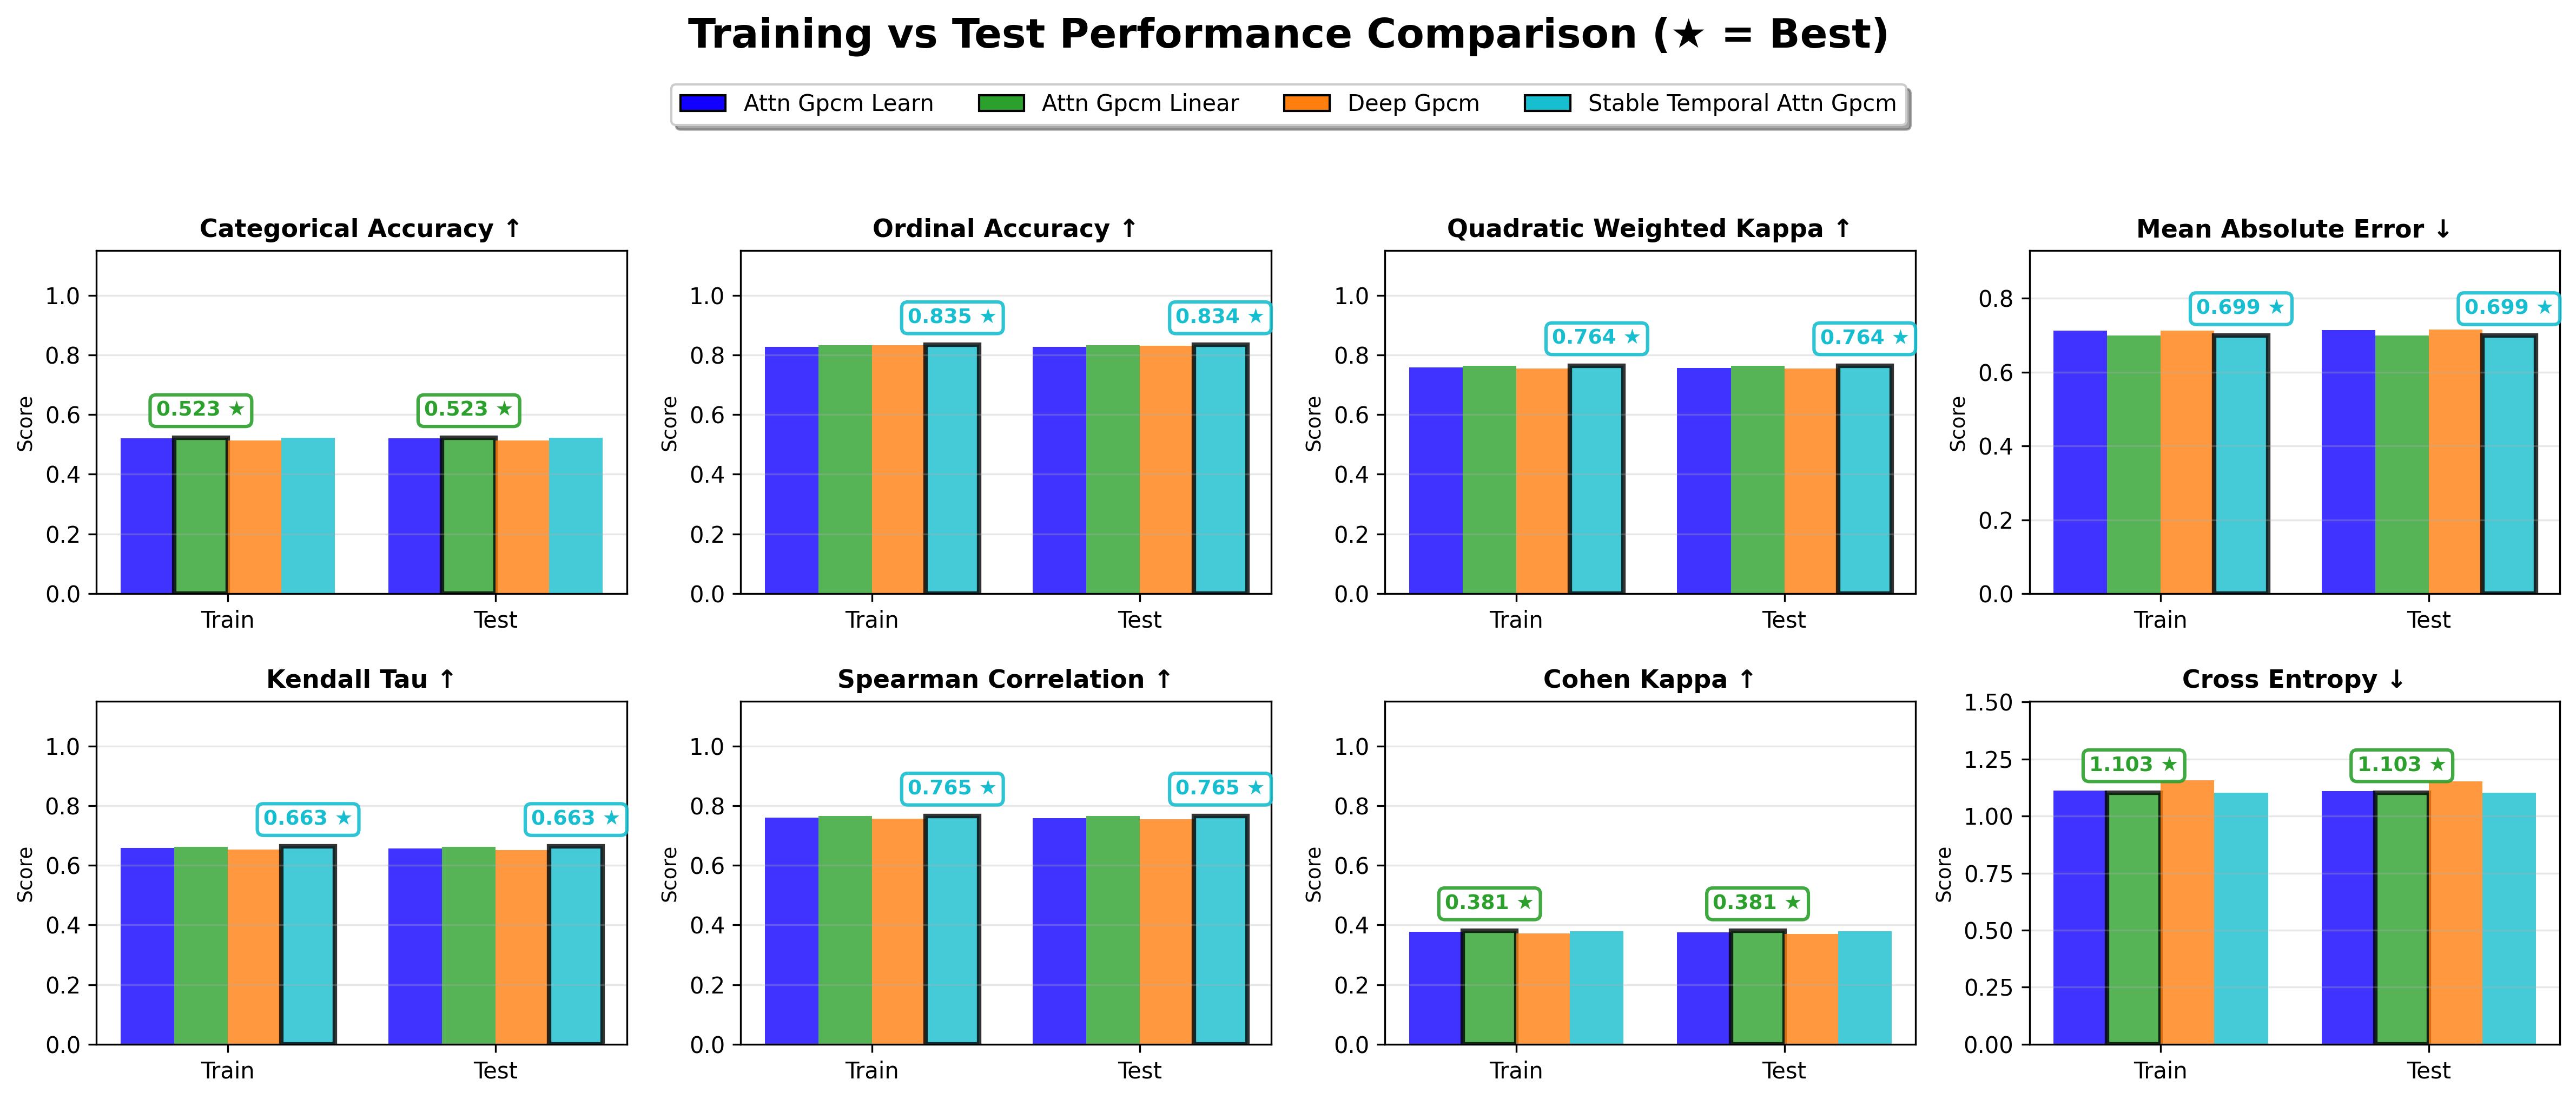 Training vs Test Performance Comparison (★ = Best)
Attn Gpcm Learn Attn Gpcm Linear Deep Gpcm Stable Temporal Attn Gpcm
Categorical Accuracy ↑
Score
1.0
0.8
0.6
0.4
0.2
0.0
0.523 ★
0.523 ★
Train Test
Ordinal Accuracy ↑
Score
1.0
0.8
0.6
0.4
0.2
0.0
0.835 ★
0.834 ★
Train Test
Quadratic Weighted Kappa ↑
Score
1.0
0.8
0.6
0.4
0.2
0.0
0.764 ★
0.764 ★
Train Test
Mean Absolute Error ↓
Score
0.8
0.6
0.4
0.2
0.0
0.699 ★
0.699 ★
Train Test
Kendall Tau ↑
Score
1.0
0.8
0.6
0.4
0.2
0.0
0.663 ★
0.663 ★
Train Test
Spearman Correlation ↑
Score
1.0
0.8
0.6
0.4
0.2
0.0
0.765 ★
0.765 ★
Train Test
Cohen Kappa ↑
Score
1.0
0.8
0.6
0.4
0.2
0.0
0.381 ★
0.381 ★
Train Test
Cross Entropy ↓
Score
1.50
1.25
1.00
0.75
0.50
0.25
0.00
1.103 ★
1.103 ★
Train Test